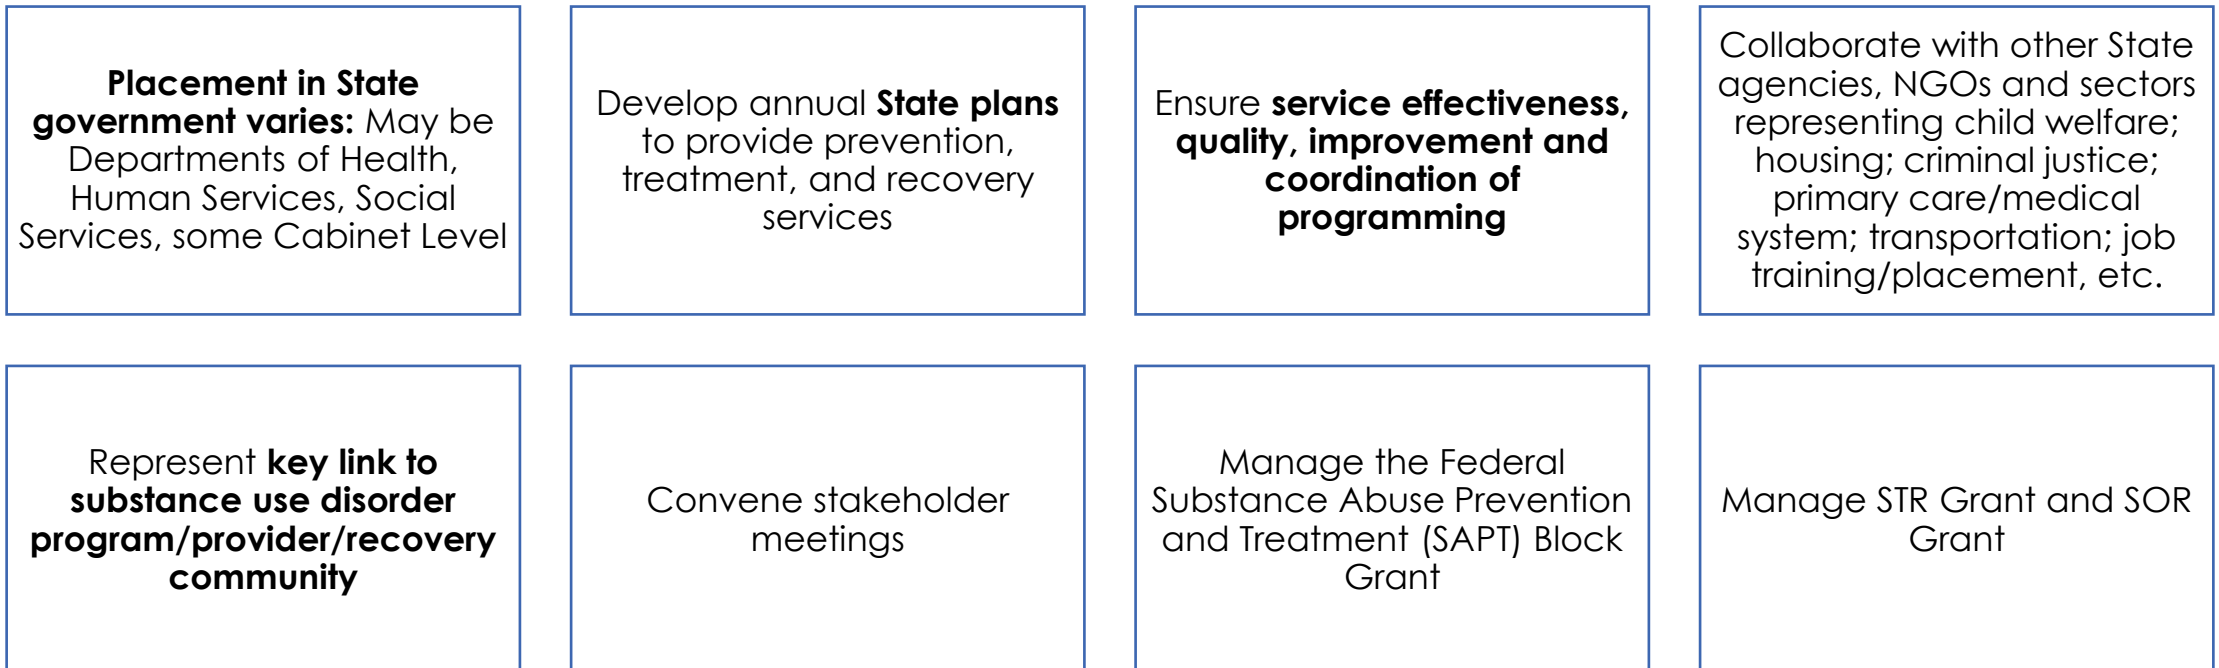 Placement in State
government varies: May be
Departments of Health,
Human Services, Social
Services, some Cabinet Level
Develop annual State plans
to provide prevention,
treatment, and recovery
services
Ensure service effectiveness,
quality, improvement and
coordination of
programming
Collaborate with other State
agencies, NGOs and sectors
representing child welfare;
housing; criminal justice;
primary care/medical
system; transportation; job
training/placement, etc.
Represent key link to
substance use disorder
program/provider/recovery
community
Convene stakeholder
meetings
Manage the Federal
Substance Abuse Prevention
and Treatment (SAPT) Block
Grant
Manage STR Grant and SOR
Grant